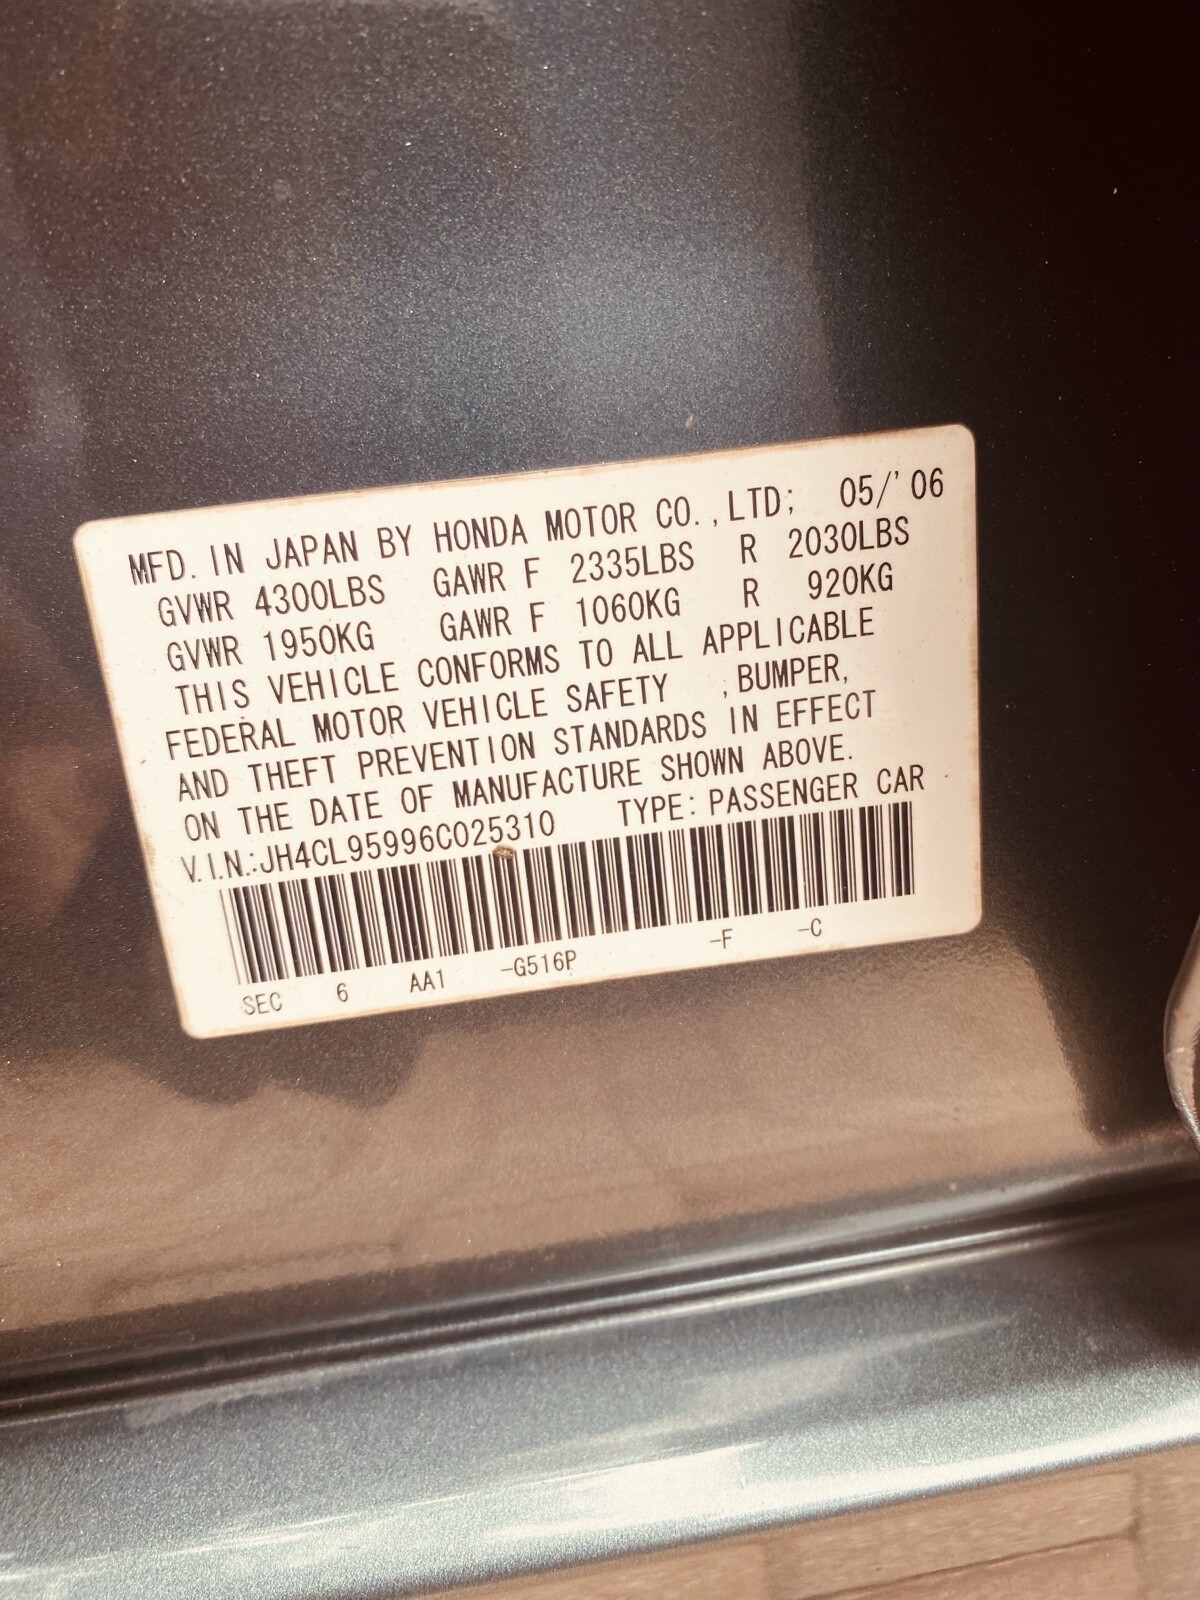 MFD. IN JAPAN BY HONDA MOTOR CO.,LTD; 05/'06
GVWR 4300LBS GAWR F 2335LBS R 2030LBS
GVWR 1950KG GAWR F 1060KG R 920KG
THIS VEHICLE CONFORMS TO ALL APPLICABLE
FEDERAL MOTOR VEHICLE SAFETY ,BUMPER,
AND THEFT PREVENTION STANDARDS IN EFFECT
ON THE DATE OF MANUFACTURE SHOWN ABOVE.
V.I.N.:JH4CL95996C025310 TYPE: PASSENGER CAR
SEC 6 AA1 -G516P -F -C